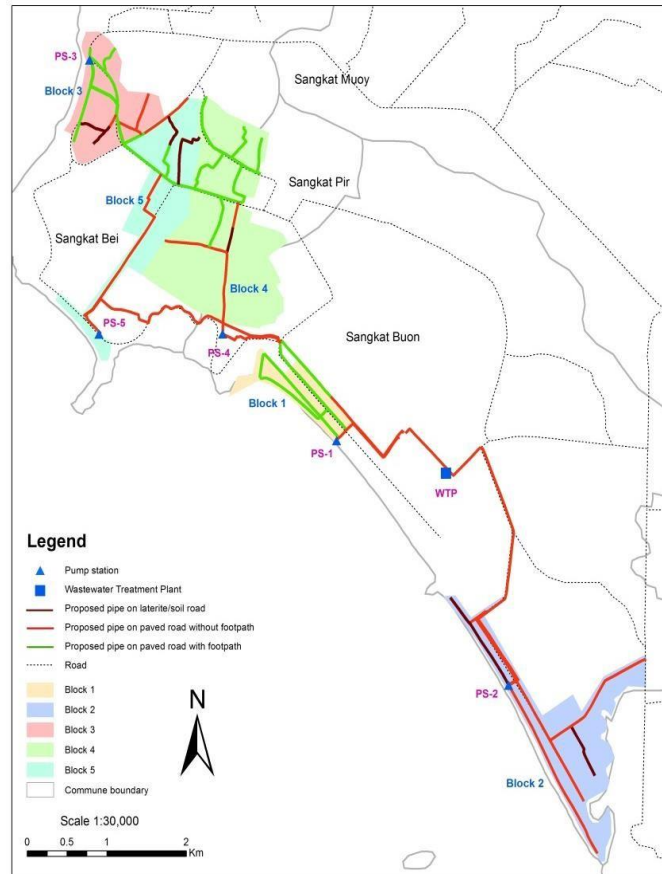 PS-3
Sangkat Muoy
Block 3
Sangkat Pir
Block 5
Sangkat Bei
Block 4
PS-5
PS-4
Sangkat Buon
Block 1
PS-1
WTP
PS-2
Block 2
Legend
Pump station
Wastewater Treatment Plant
Proposed pipe on laterite/soil road
Proposed pipe on paved road without footpath
Proposed pipe on paved road with footpath
Road
Block 1
Block 2
Block 3
Block 4
Block 5
Commune boundary
N
Scale 1:30,000
0 0.5 1 2
Km